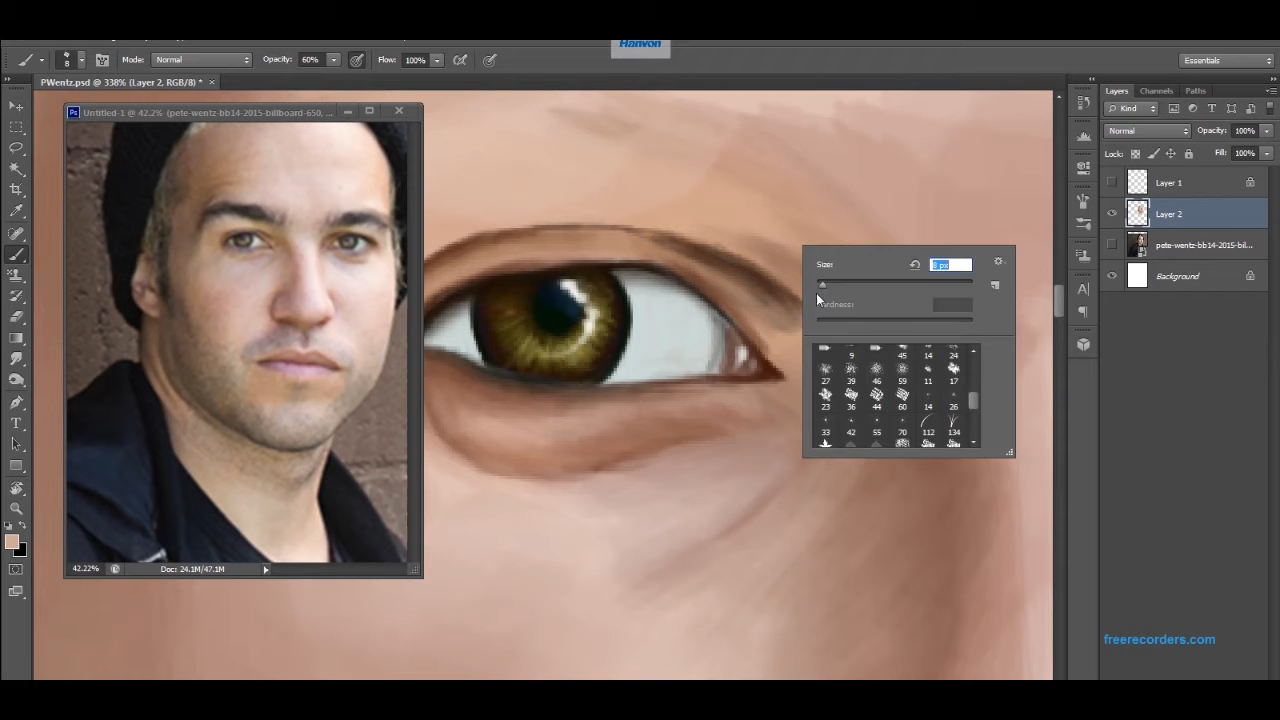 Hanvon
8
Mode: Normal
Opacity: 60%
Flow: 100%
Essentials
PWentz.psd @ 338% (Layer 2, RGB/8) *
Untitled-1 @ 42.2% (pete-wentz-bb14-2015-billboard-650, ...
42.22%
Doc: 24.1M/47.1M
Size:
8 px
Hardness:
9 45 14 24
27 39 46 59 11 17
23 36 44 60 14 26
33 42 55 70 112 134
Layers Channels Paths
Kind
Normal
Opacity: 100%
Lock:
Fill: 100%
Layer 1
Layer 2
pete-wentz-bb14-2015-bil...
Background
freerecorders.com